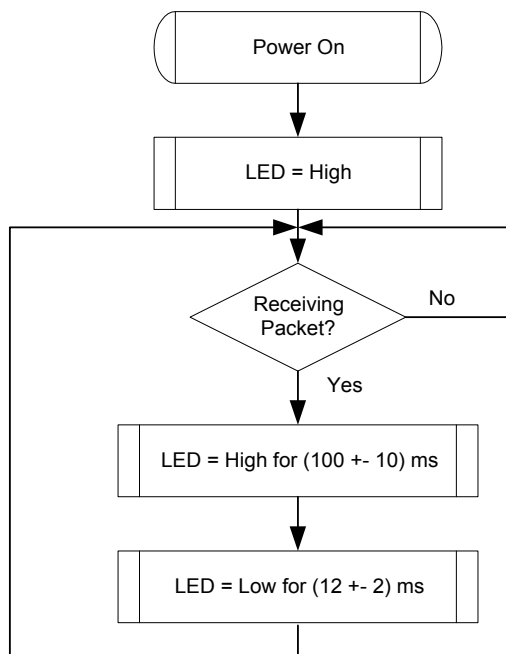 Power On
LED = High
Receiving
Packet?
No
Yes
LED = High for (100 +- 10) ms
LED = Low for (12 +- 2) ms